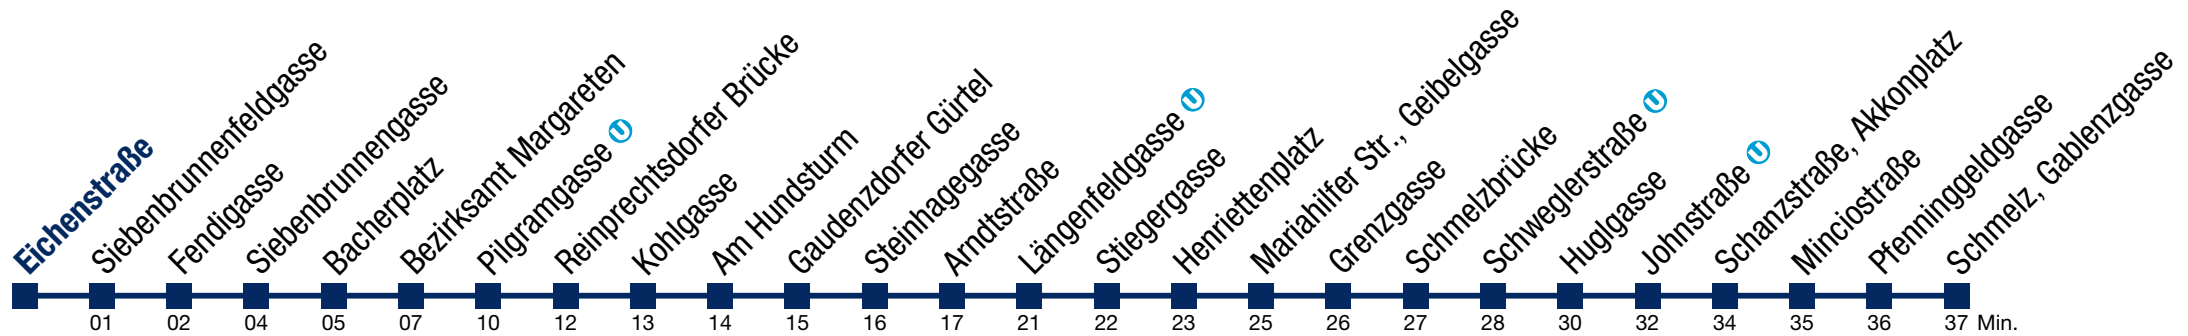 Eichenstraße
Siebenbrunnenfeldgasse
Fendigasse
Siebenbrunnengasse
Bacherplatz
Bezirksamt Margareten
Pilgramgasse U
Reinprechtsdorfer Brücke
Kohlgasse
Am Hundsturm
Gaudenzdorfer Gürtel
Steinhagegasse
Arndtstraße
Längenfeldgasse U
Stiegergasse
Henriettenplatz
Mariahilfer Str., Geibelgasse
Grenzgasse
Schmelzbrücke
Schweglerstraße U
Huglgasse
Johnstraße U
Schanzstraße, Akkonplatz
Minciostraße
Pfenninggeldgasse
Schmelz, Gablenzgasse
01 02 04 05 07 10 12 13 14 15 16 17 21 22 23 25 26 27 28 30 32 34 35 36 37 Min.